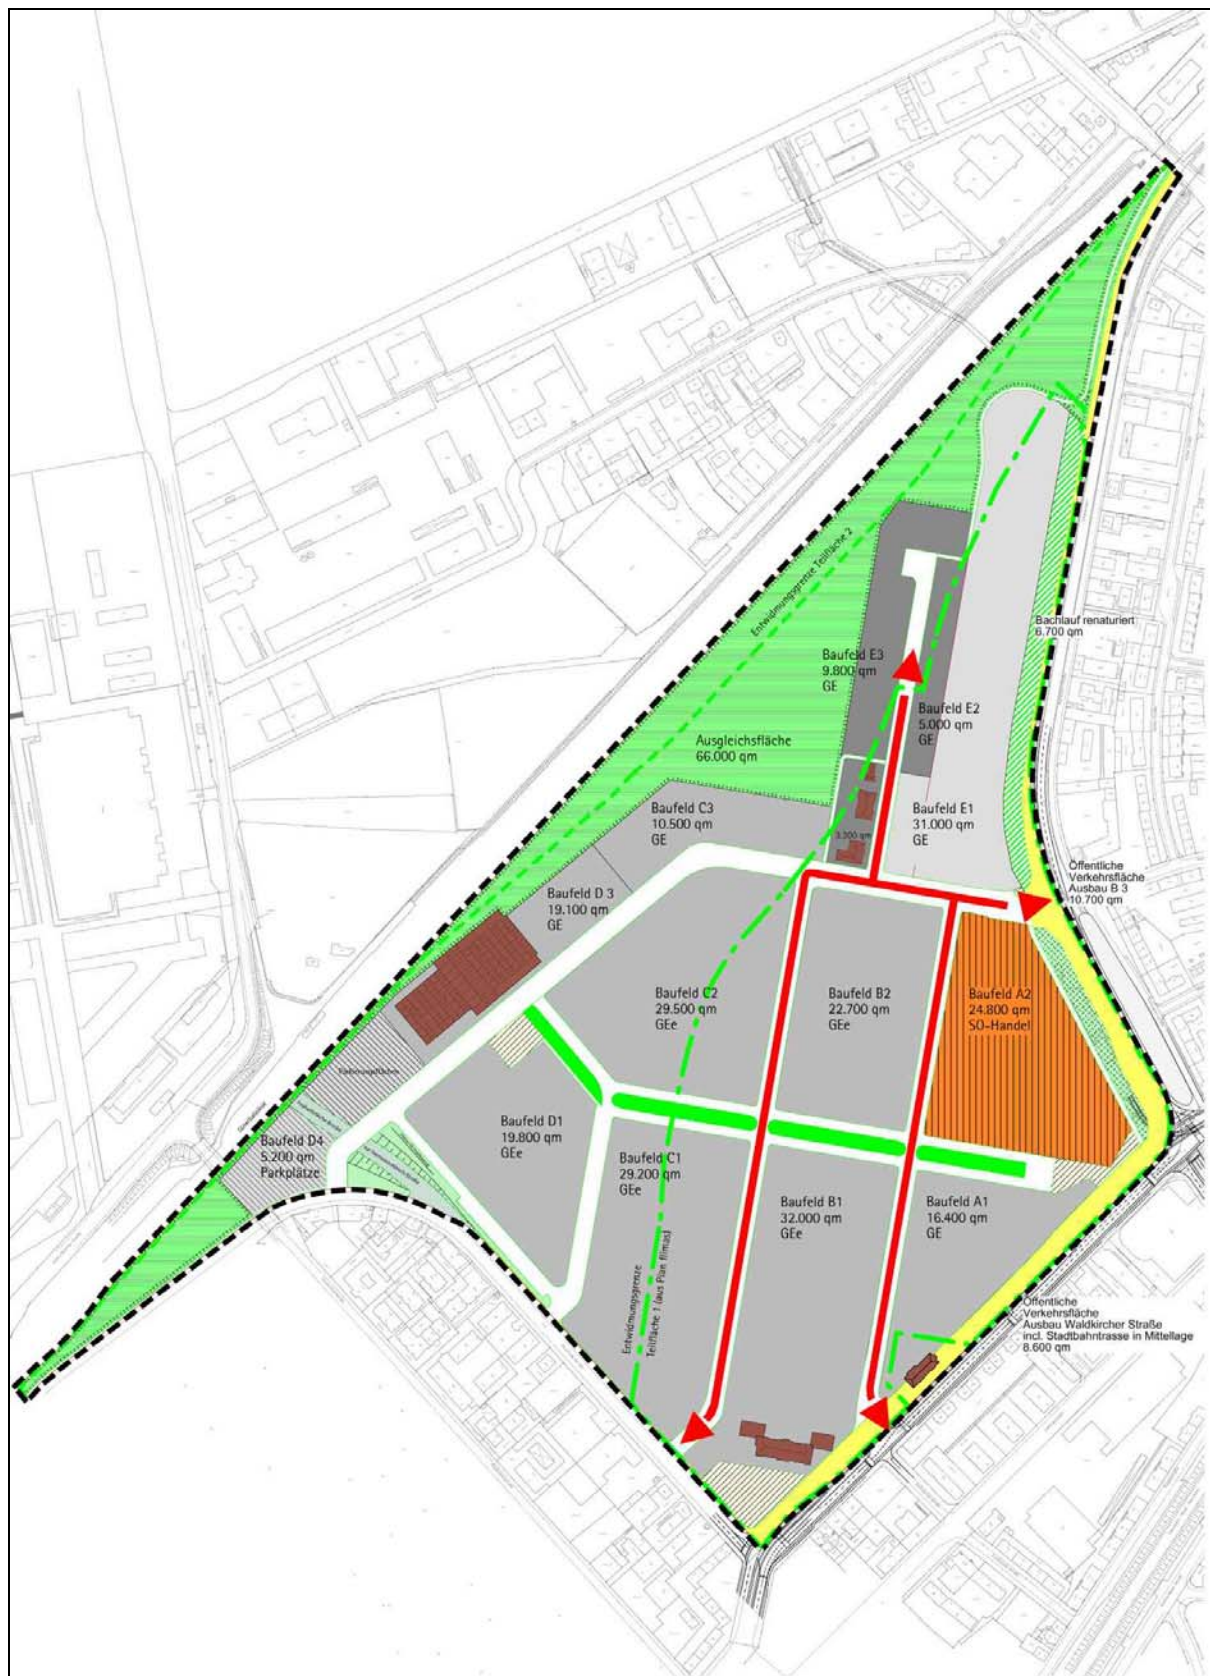 Entwidmungsgrenze Teilfläche 2
Bachlauf renaturiert
6.700 qm
Baufeld E3
9.800 qm
GE
Baufeld E2
5.000 qm
GE
Ausgleichsfläche
66.000 qm
Baufeld C3
10.500 qm
GE
Baufeld E1
31.000 qm
GE
3.200 qm
Öffentliche
Verkehrsfläche
Ausbau B 3
10.700 qm
Baufeld D 3
19.100 qm
GE
Baufeld C2
29.500 qm
GEe
Baufeld B2
22.700 qm
GEe
Baufeld A2
24.800 qm
SO-Handel
Baufeld D4
5.200 qm
Parkplätze
Baufeld D1
19.800 qm
GEe
Baufeld C1
29.200 qm
GEe
Baufeld B1
32.000 qm
GEe
Baufeld A1
16.400 qm
GE
Entwidmungsgrenze
Teilfläche 1 (aus Plan filmas)
Öffentliche
Verkehrsfläche
Ausbau Waldkircher Straße
incl. Stadtbahntrasse in Mittellage
8.600 qm